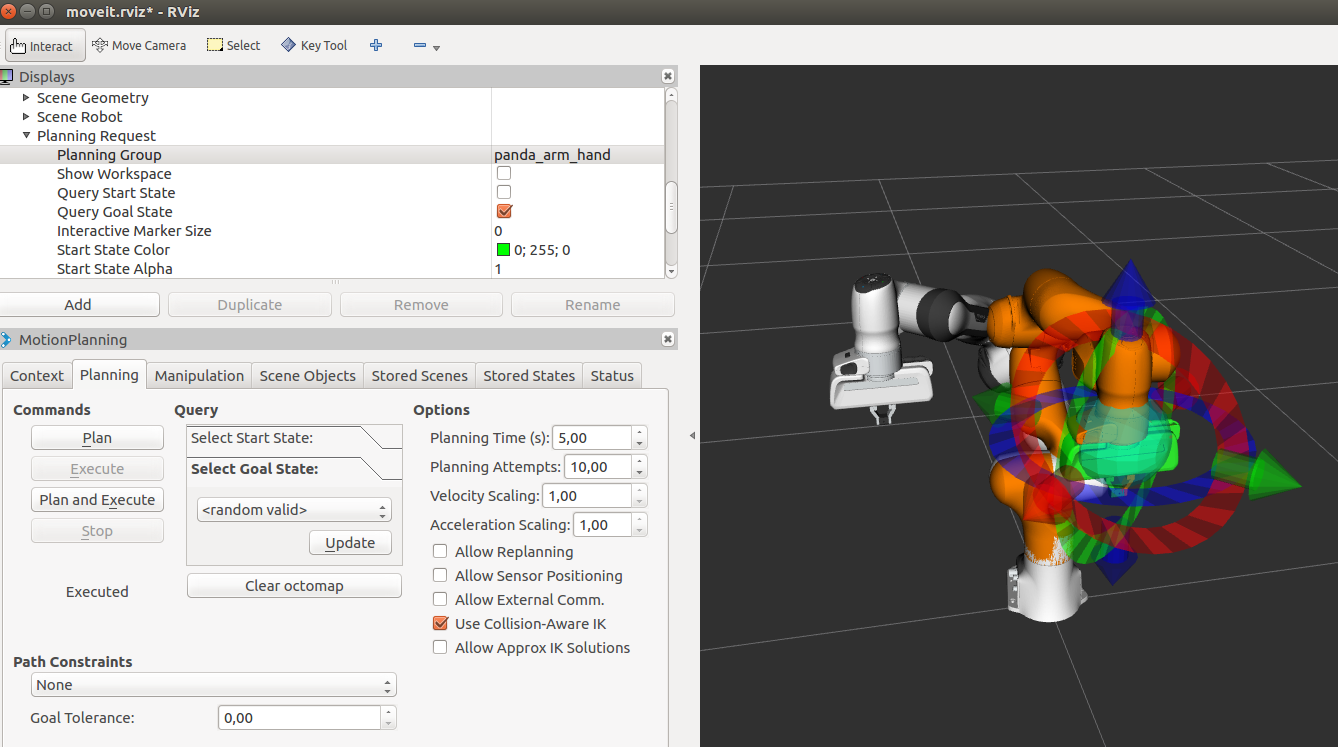 moveit.rviz* - RViz
Interact Move Camera Select Key Tool
Displays
Scene Geometry
Scene Robot
Planning Request
Planning Group panda_arm_hand
Show Workspace
Query Start State
Query Goal State
Interactive Marker Size 0
Start State Color 0; 255; 0
Start State Alpha 1
Add Duplicate Remove Rename
MotionPlanning
Context Planning Manipulation Scene Objects Stored Scenes Stored States Status
Commands Query Options
Plan Select Start State: Planning Time (s): 5,00
Execute Select Goal State: Planning Attempts: 10,00
Plan and Execute <random valid> Velocity Scaling: 1,00
Stop Acceleration Scaling: 1,00
Update Allow Replanning
Allow Sensor Positioning
Executed Clear octomap Allow External Comm.
Use Collision-Aware IK
Allow Approx IK Solutions
Path Constraints
None
Goal Tolerance: 0,00